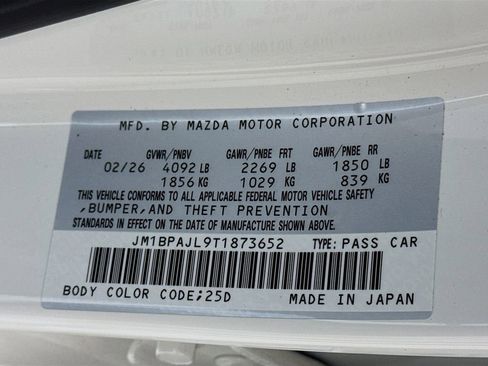 MFD. BY MAZDA MOTOR CORPORATION
DATE GVWR/PNBV GAWR/PNBE FRT GAWR/PNBE RR
02/26 4092 LB 2269 LB 1850 LB
1856 KG 1029 KG 839 KG
THIS VEHICLE CONFORMS TO ALL APPLICABLE FEDERAL MOTOR VEHICLE SAFETY
,BUMPER,AND THEFT PREVENTION
STANDARDS IN EFFECT ON THE DATE OF MANUFACTURE SHOWN ABOVE.
JM1BPAJL9T1873652 TYPE: PASS CAR
BODY COLOR CODE;25D MADE IN JAPAN